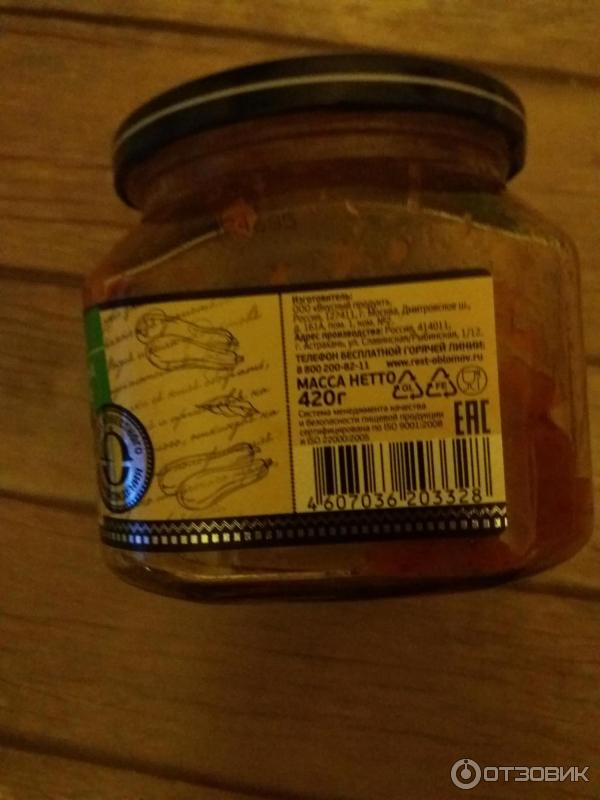 Изготовитель:
ООО «Вкусный продукт»,
Россия, 127411, г. Москва, Дмитровское ш.,
д. 161А, пом. 1, ком. №2.
Адрес производства: Россия, 414011,
г. Астрахань, ул. Славянская/Рыбинская, 1/12.
ТЕЛЕФОН БЕСПЛАТНОЙ ГОРЯЧЕЙ ЛИНИИ:
8 800 200-82-11 www.rest-oblomov.ru
МАССА НЕТТО
420г
GL
FE
Система менеджмента качества
и безопасности пищевой продукции
сертифицирована по ISO 9001:2008
и ISO 22000:2005
EAC
4 607036 203328
ОТЗОВИК